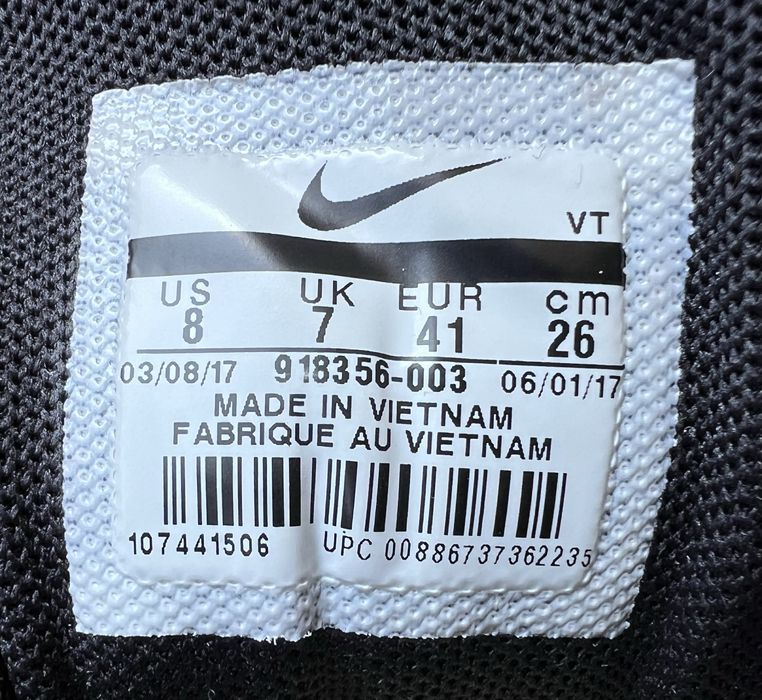 VT
US UK EUR cm
8 7 41 26
03/08/17 918356-003 06/01/17
MADE IN VIETNAM
FABRIQUE AU VIETNAM
107441506 UPC 00886737362235